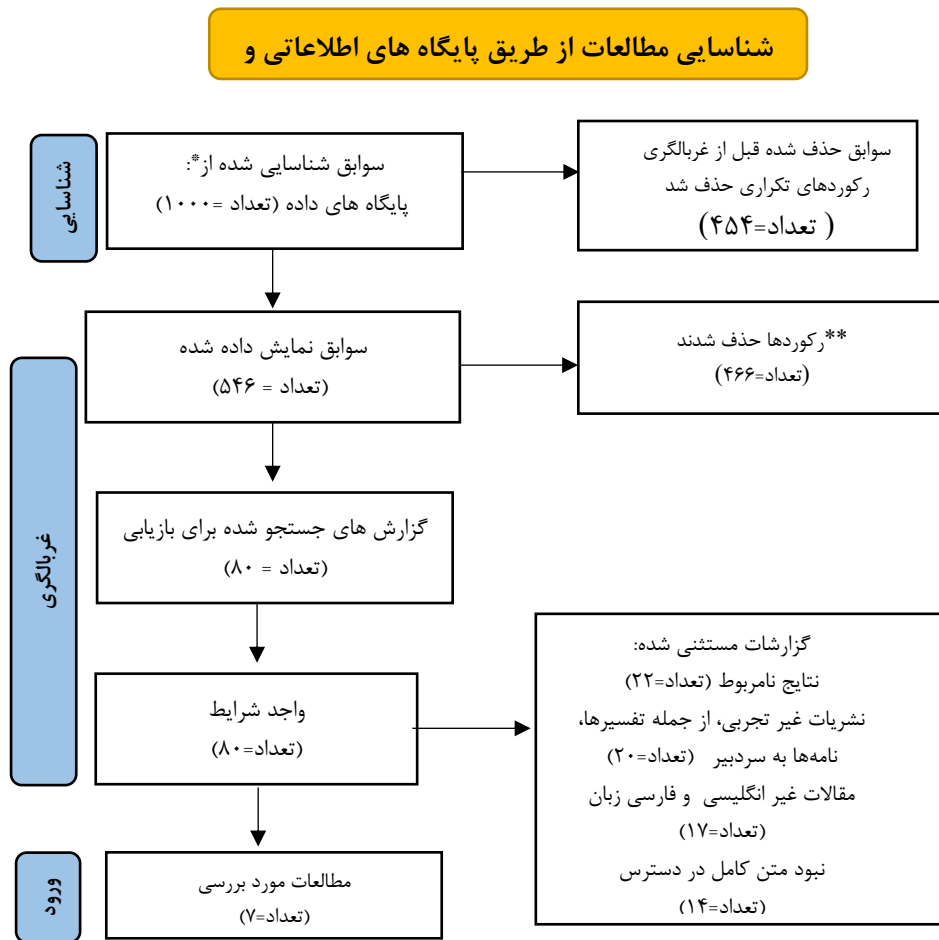 شناسایی مطالعات از طریق پایگاه های اطلاعاتی و
شناسایی
سوابق شناسایی شده از*:
پایگاه های داده (تعداد =۱۰۰۰)
سوابق حذف شده قبل از غربالگری
رکوردهای تکراری حذف شد
( تعداد=۴۵۴)
غربالگری
سوابق نمایش داده شده
(تعداد = ۵۴۶)
**رکوردها حذف شدند
(تعداد=۴۶۶)
گزارش های جستجو شده برای بازیابی
(تعداد = ۸۰)
واجد شرایط
(تعداد=۸۰)
گزارشات مستثنی شده:
نتایج نامربوط (تعداد=۲۲)
نشریات غیر تجربی، از جمله تفسیرها،
نامه‌ها به سردبیر (تعداد=۲۰)
مقالات غیر انگلیسی و فارسی زبان
(تعداد=۱۷)
نبود متن کامل در دسترس
(تعداد=۱۴)
ورود
مطالعات مورد بررسی
(تعداد=۷)